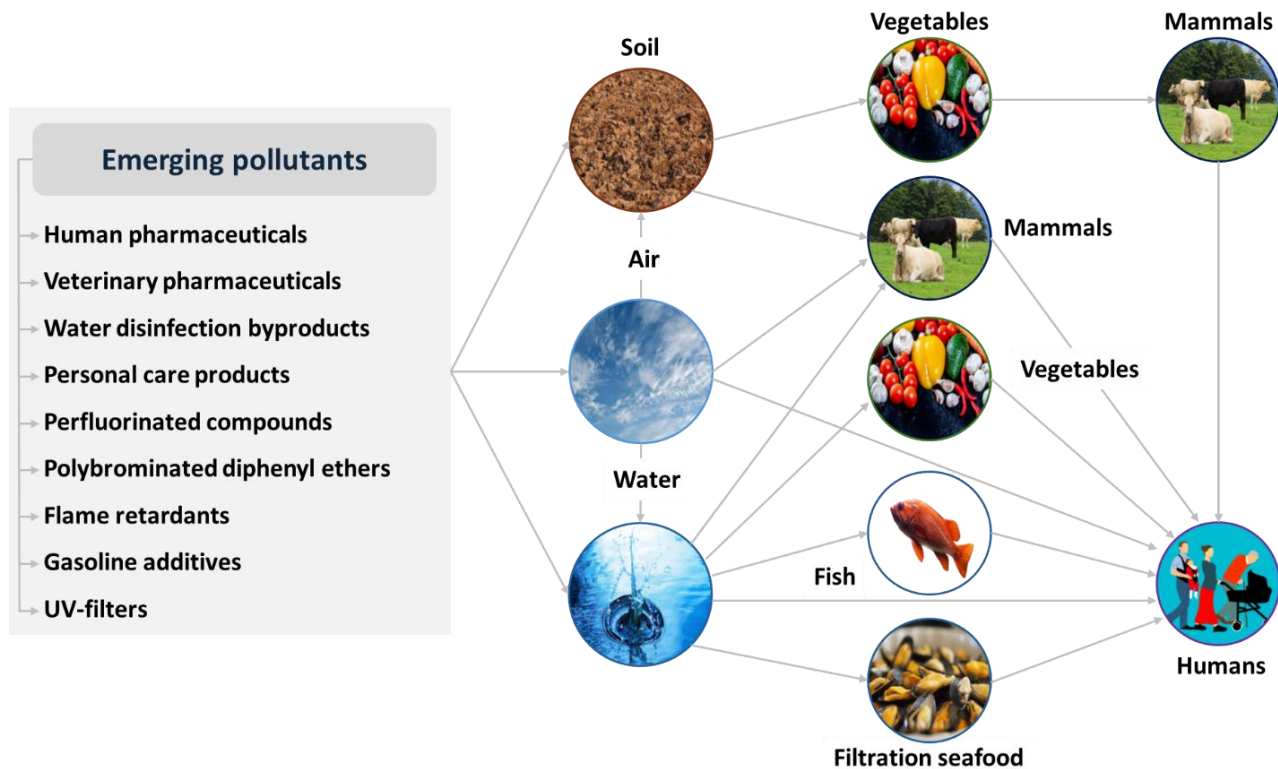 Emerging pollutants
Human pharmaceuticals
Veterinary pharmaceuticals
Water disinfection byproducts
Personal care products
Perfluorinated compounds
Polybrominated diphenyl ethers
Flame retardants
Gasoline additives
UV-filters
Soil
Air
Water
Vegetables
Mammals
Mammals
Vegetables
Fish
Filtration seafood
Humans